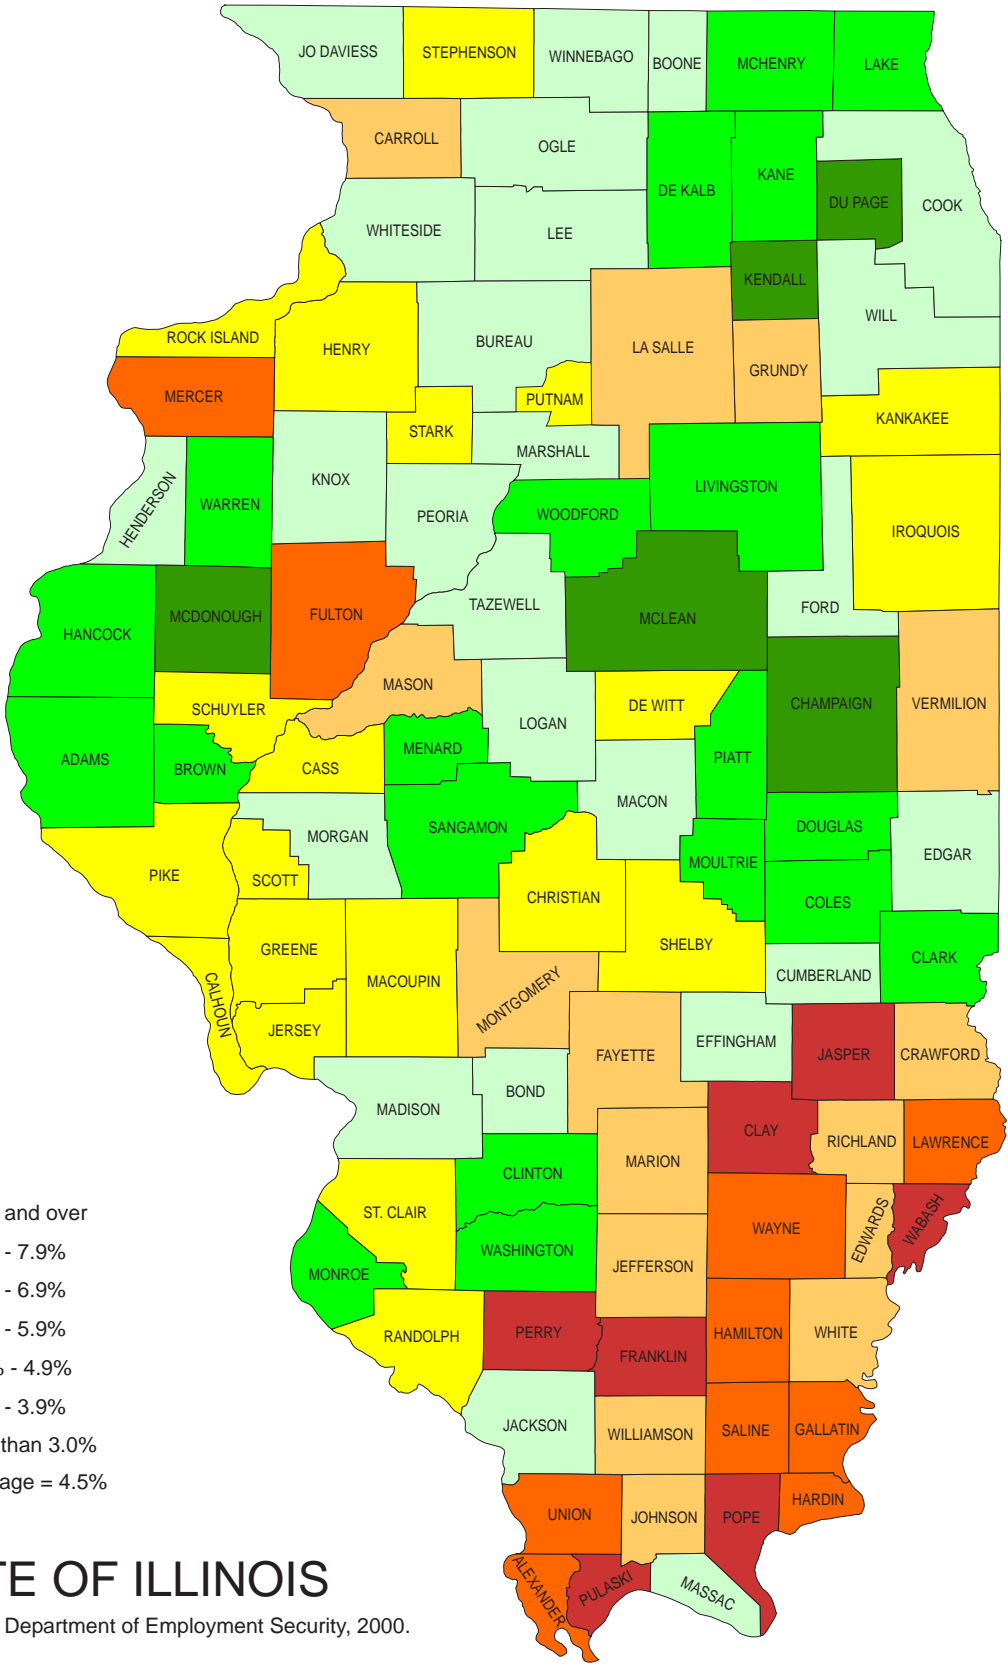 JO DAVIESS
STEPHENSON
WINNEBAGO
BOONE
MCHENRY
LAKE
CARROLL
OGLE
DE KALB
KANE
DU PAGE
COOK
WHITESIDE
LEE
KENDALL
WILL
ROCK ISLAND
HENRY
BUREAU
LA SALLE
GRUNDY
MERCER
PUTNAM
KANKAKEE
STARK
MARSHALL
HENDERSON
WARREN
KNOX
PEORIA
WOODFORD
LIVINGSTON
IROQUOIS
HANCOCK
MCDONOUGH
FULTON
TAZEWELL
MCLEAN
FORD
SCHUYLER
MASON
LOGAN
DE WITT
CHAMPAIGN
VERMILION
ADAMS
BROWN
CASS
MENARD
PIATT
MACON
MORGAN
SANGAMON
DOUGLAS
EDGAR
PIKE
SCOTT
CHRISTIAN
MOULTRIE
COLES
GREENE
MACOUPIN
MONTGOMERY
SHELBY
CUMBERLAND
CLARK
CALHOUN
JERSEY
FAYETTE
EFFINGHAM
JASPER
CRAWFORD
MADISON
BOND
CLAY
RICHLAND
LAWRENCE
CLINTON
MARION
ST. CLAIR
WAYNE
EDWARDS
WABASH
MONROE
WASHINGTON
JEFFERSON
RANDOLPH
PERRY
FRANKLIN
HAMILTON
WHITE
JACKSON
WILLIAMSON
SALINE
GALLATIN
UNION
JOHNSON
POPE
HARDIN
ALEXANDER
PULASKI
MASSAC
and over
- 7.9%
- 6.9%
- 5.9%
- 4.9%
- 3.9%
than 3.0%
age = 4.5%
TE OF ILLINOIS
Department of Employment Security, 2000.